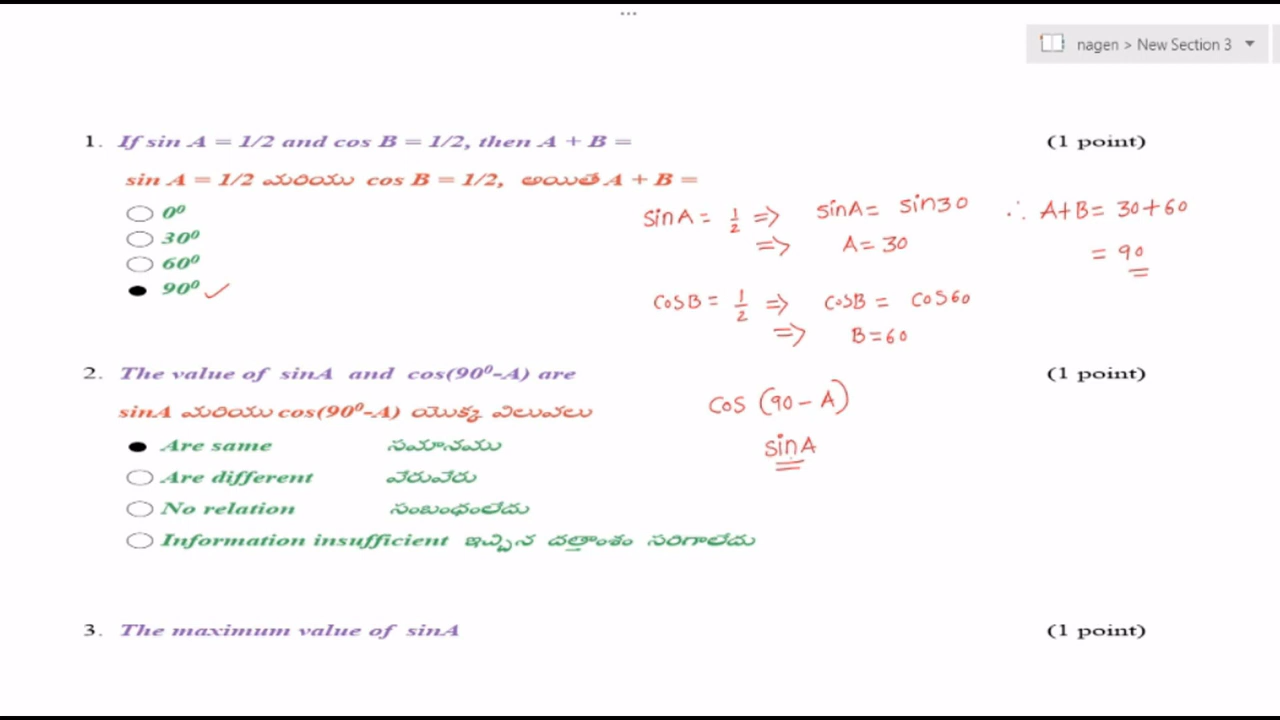 nagen > New Section 3
1. If sin A = 1/2 and cos B = 1/2, then A + B = (1 point)
sin A = 1/2 మరియు cos B = 1/2, అయితే A + B =
0⁰
30⁰
60⁰
90⁰ ✓
sinA = 1/2 ⇒ sinA = sin30
⇒ A = 30
∴ A+B = 30+60
= 90
cosB = 1/2 ⇒ cosB = cos60
⇒ B=60
2. The value of sinA and cos(90⁰-A) are (1 point)
sinA మరియు cos(90⁰-A) యొక్క విలువలు
Are same సమానము
Are different వేరువేరు
No relation సంబంధంలేదు
Information insufficient ఇచ్చిన దత్తాంశం సరిగాలేదు
cos (90 - A)
sinA
3. The maximum value of sinA (1 point)